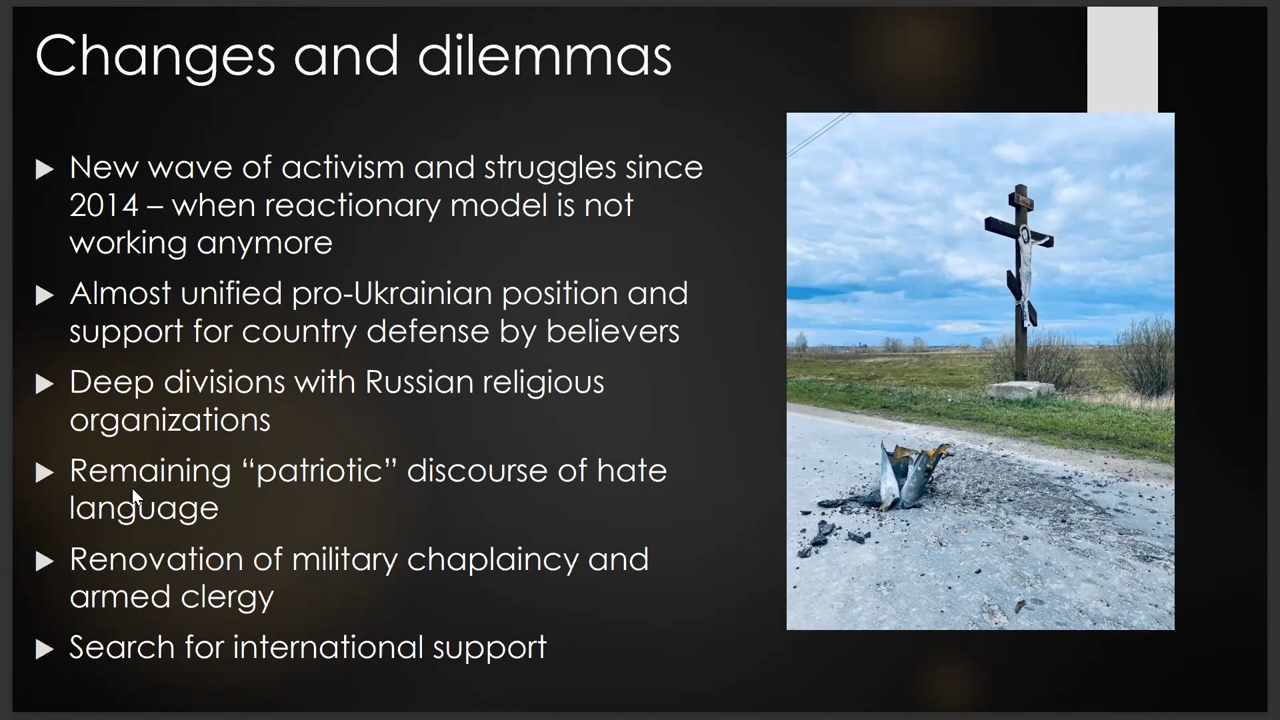 Changes and dilemmas
New wave of activism and struggles since
2014 – when reactionary model is not
working anymore
Almost unified pro-Ukrainian position and
support for country defense by believers
Deep divisions with Russian religious
organizations
Remaining “patriotic” discourse of hate
language
Renovation of military chaplaincy and
armed clergy
Search for international support